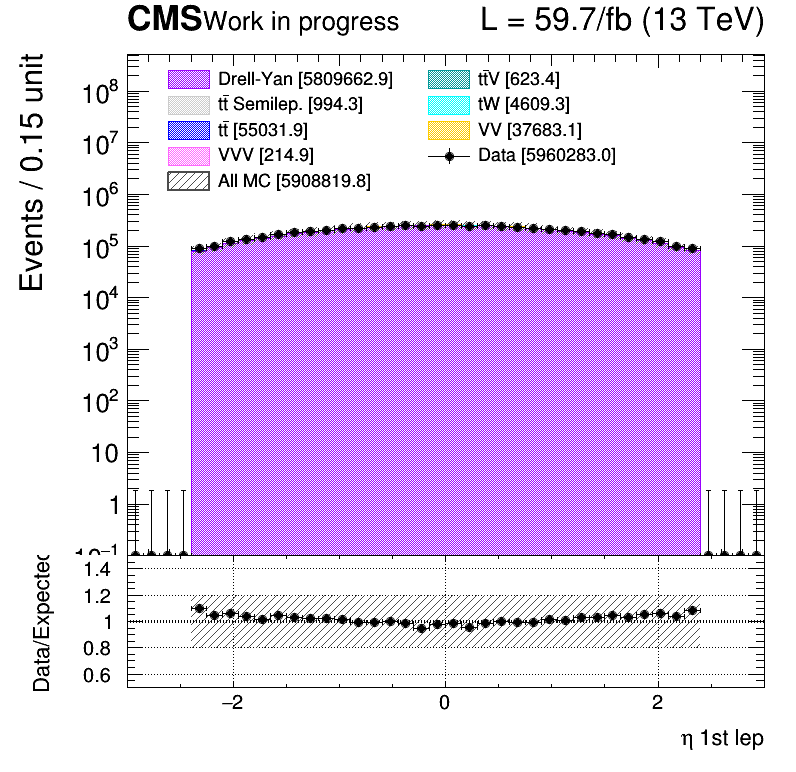 CMS Work in progress L = 59.7/fb (13 TeV)
Events / 0.15 unit
Drell-Yan [5809662.9] tt̄V [623.4]
tt̄ Semilep. [994.3] tW [4609.3]
tt̄ [55031.9] VV [37683.1]
VVV [214.9] Data [5960283.0]
All MC [5908819.8]
10⁸
10⁷
10⁶
10⁵
10⁴
10³
10²
10
1
10⁻¹
Data/Expected
1.4
1.2
1
0.8
0.6
−2 0 2
η 1st lep